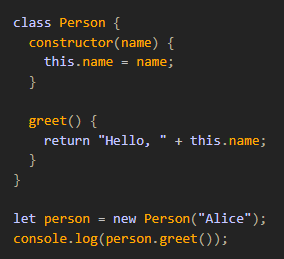 class Person {
  constructor(name) {
    this.name = name;
  }

  greet() {
    return "Hello, " + this.name;
  }
}

let person = new Person("Alice");
console.log(person.greet());